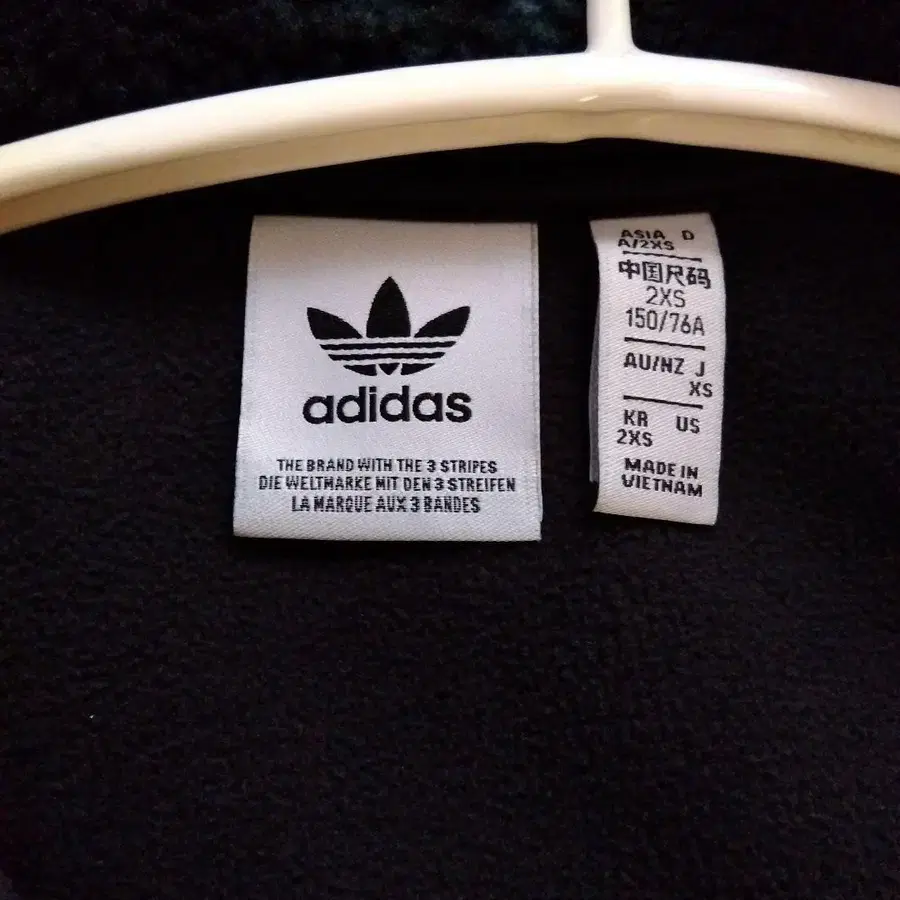 adidas
THE BRAND WITH THE 3 STRIPES
DIE WELTMARKE MIT DEN 3 STREIFEN
LA MARQUE AUX 3 BANDES
ASIA D
A/2XS
中国尺码
2XS
150/76A
AU/NZ J
XS
KR US
2XS
MADE IN
VIETNAM